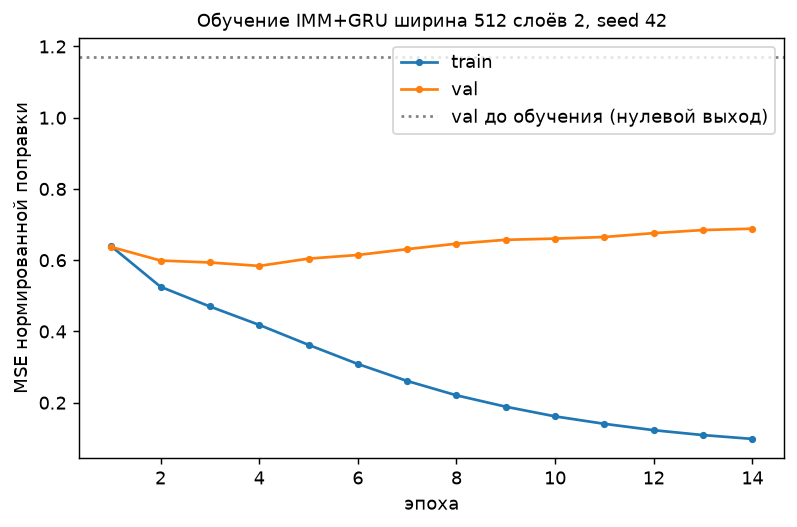 Обучение IMM+GRU ширина 512 слоёв 2, seed 42
train
val
val до обучения (нулевой выход)
MSE нормированной поправки
1.2
1.0
0.8
0.6
0.4
0.2
2 4 6 8 10 12 14
эпоха